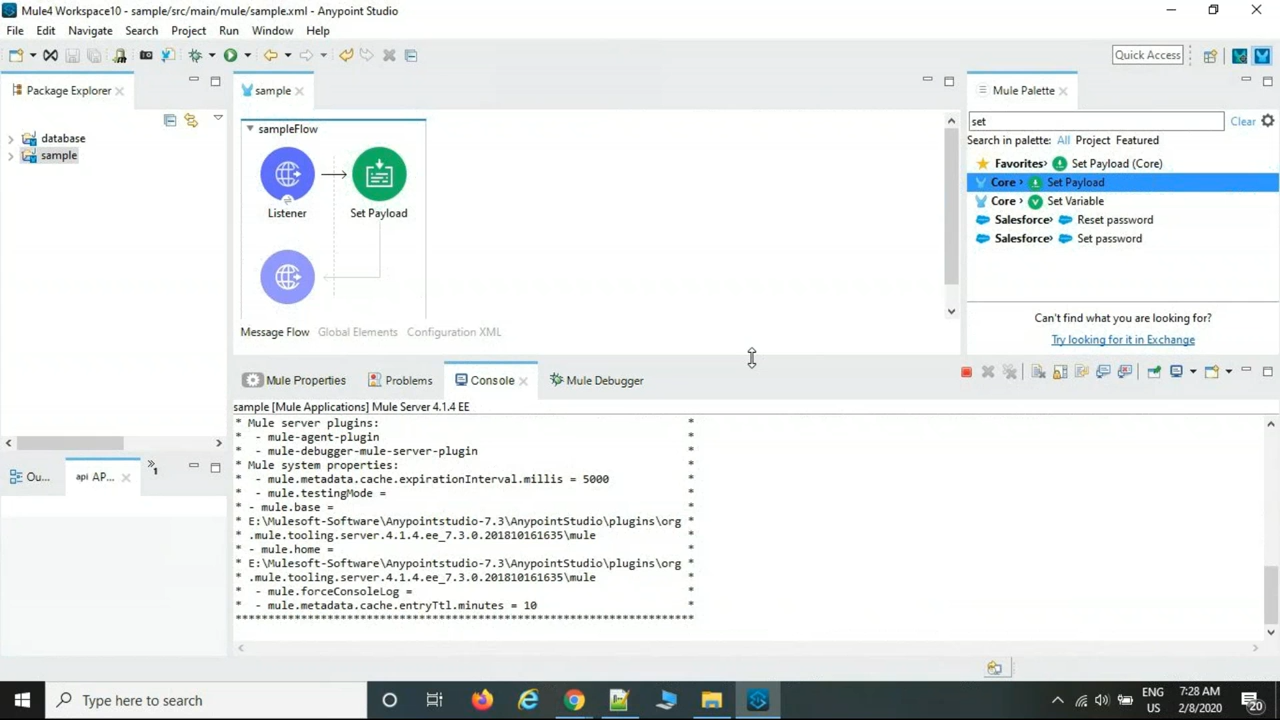 Mule4 Workspace10 - sample/src/main/mule/sample.xml - Anypoint Studio
File Edit Navigate Search Project Run Window Help
Quick Access
Package Explorer
database
sample
Ou...
api AP...
»1
sample
sampleFlow
Listener
Set Payload
Message Flow Global Elements Configuration XML
Mule Palette
set
Clear
Search in palette: All Project Featured
Favorites> Set Payload (Core)
Core > Set Payload
Core > Set Variable
Salesforce> Reset password
Salesforce> Set password
Can't find what you are looking for?
Try looking for it in Exchange
Mule Properties Problems Console Mule Debugger
sample [Mule Applications] Mule Server 4.1.4 EE
* Mule server plugins: *
* - mule-agent-plugin *
* - mule-debugger-mule-server-plugin *
* Mule system properties: *
* - mule.metadata.cache.expirationInterval.millis = 5000 *
* - mule.testingMode = *
* - mule.base = *
* E:\Mulesoft-Software\Anypointstudio-7.3\AnypointStudio\plugins\org *
* .mule.tooling.server.4.1.4.ee_7.3.0.201810161635\mule *
* - mule.home = *
* E:\Mulesoft-Software\Anypointstudio-7.3\AnypointStudio\plugins\org *
* .mule.tooling.server.4.1.4.ee_7.3.0.201810161635\mule *
* - mule.forceConsoleLog = *
* - mule.metadata.cache.entryTtl.minutes = 10 *
**********************************************************************
Type here to search
ENG
US
7:28 AM
2/8/2020
20